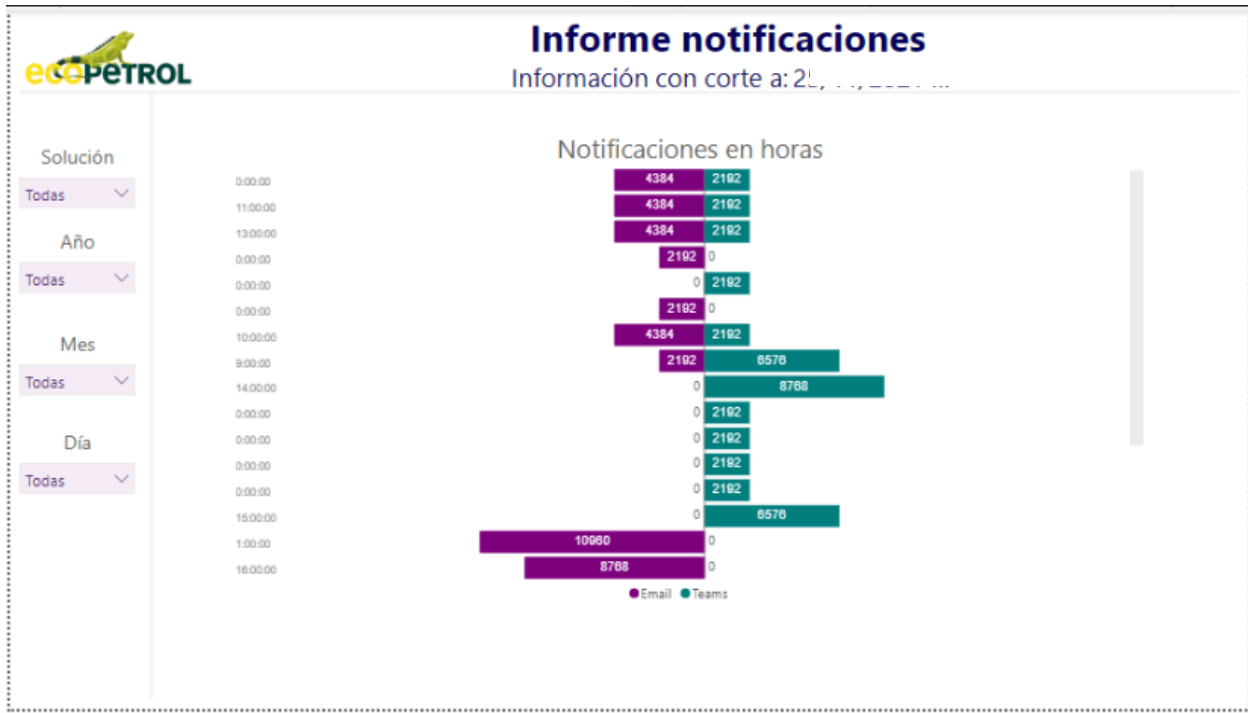 Informe notificaciones
ecoPETROL
Información con corte a:
Notificaciones en horas
Solución
Todas
Año
Todas
Mes
Todas
Día
Todas
0:00:00 4384 2192
11:00:00 4384 2192
13:00:00 4384 2192
0:00:00 2192 0
0:00:00 0 2192
0:00:00 2192 0
10:00:00 4384 2192
9:00:00 2192 6576
14:00:00 0 8768
0:00:00 0 2192
0:00:00 0 2192
0:00:00 0 2192
0:00:00 0 2192
15:00:00 0 6576
1:00:00 10960 0
16:00:00 8768 0
Email Teams